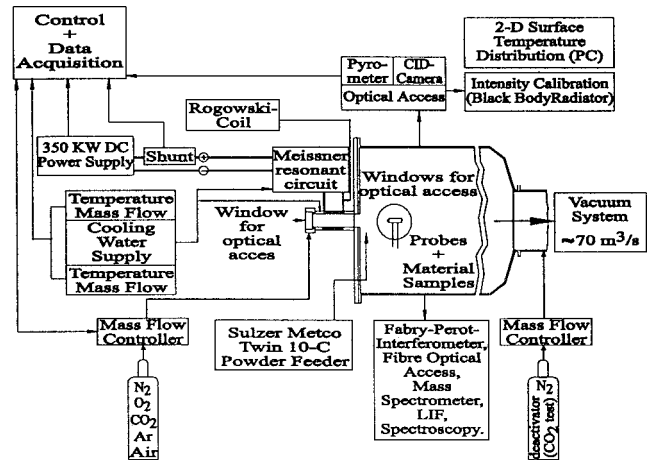 Control
+
Data
Acquisition
2-D Surface
Temperature
Distribution (PC)
Pyro-
meter
CID-
Camera
Optical Access
Intensity Calibration
(Black BodyRadiator)
Rogowski-
Coil
350 KW DC
Power Supply
Shunt
+
−
Meissner
resonant
circuit
Windows for
optical access
Temperature
Mass Flow
Cooling
Water
Supply
Temperature
Mass Flow
Window
for
optical
acces
Probes
+
Material
Samples
Vacuum
System
≈70 m³/s
Mass Flow
Controller
Sulzer Metco
Twin 10-C
Powder Feeder
Fabry-Perot-
Interferometer,
Fibre Optical
Access,
Mass
Spectrometer,
LIF,
Spectroscopy.
Mass Flow
Controller
N2
O2
CO2
Ar
Air
N2
deactivator
(CO2 test)